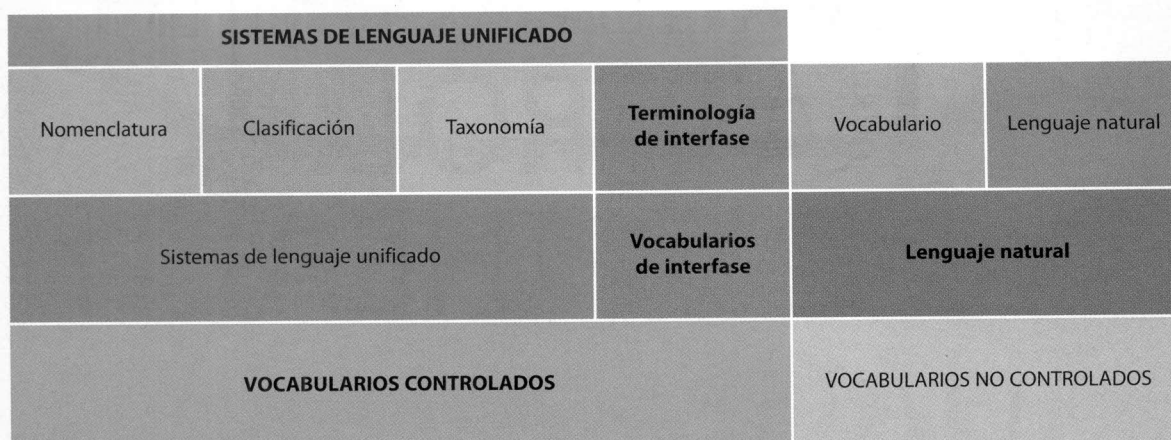 SISTEMAS DE LENGUAJE UNIFICADO
Nomenclatura
Clasificación
Taxonomía
Terminología
de interfase
Vocabulario
Lenguaje natural
Sistemas de lenguaje unificado
Vocabularios
de interfase
Lenguaje natural
VOCABULARIOS CONTROLADOS
VOCABULARIOS NO CONTROLADOS